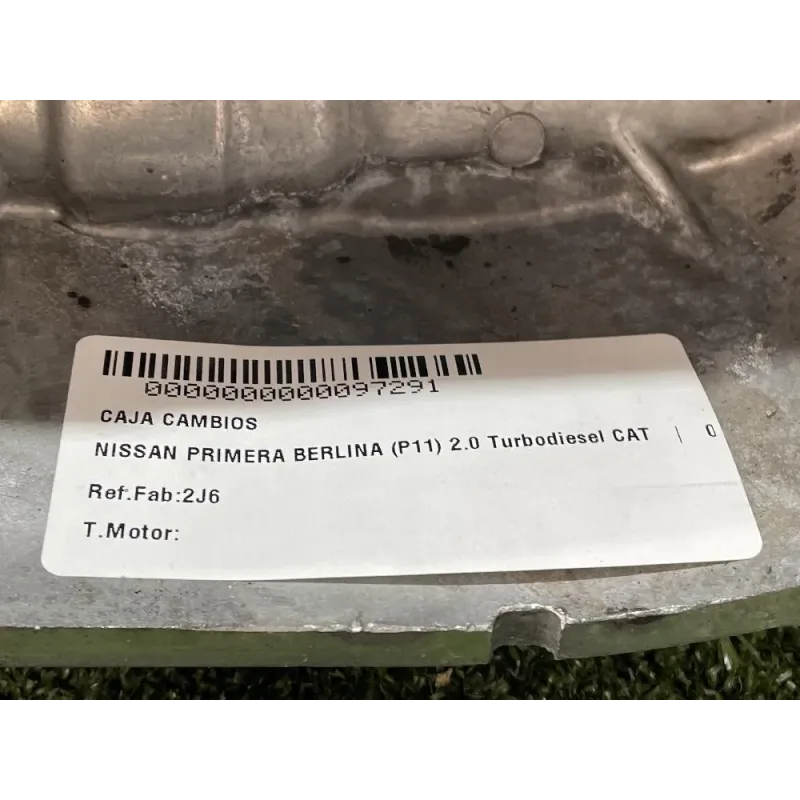 0000000000097291
CAJA CAMBIOS
NISSAN PRIMERA BERLINA (P11) 2.0 Turbodiesel CAT | 0
Ref.Fab:2J6
T.Motor: